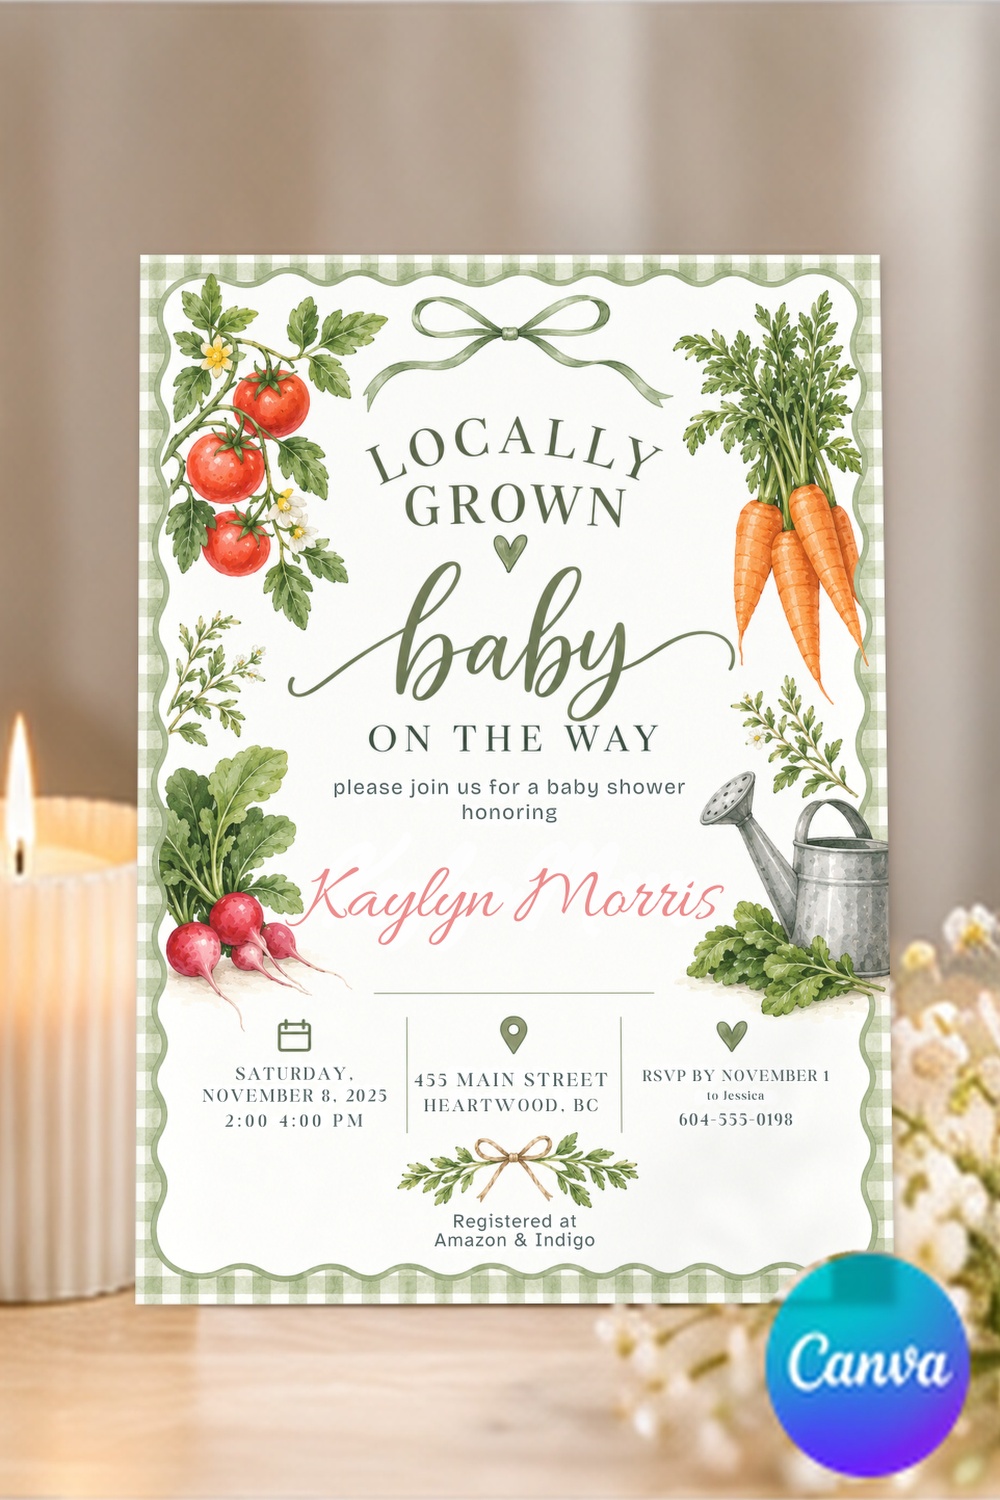 LOCALLY
GROWN
baby
ON THE WAY
please join us for a baby shower
honoring
Kaylyn Morris
SATURDAY,
NOVEMBER 8, 2025
2:00 4:00 PM
455 MAIN STREET
HEARTWOOD, BC
RSVP BY NOVEMBER 1
to Jessica
604-555-0198
Registered at
Amazon & Indigo
Canva